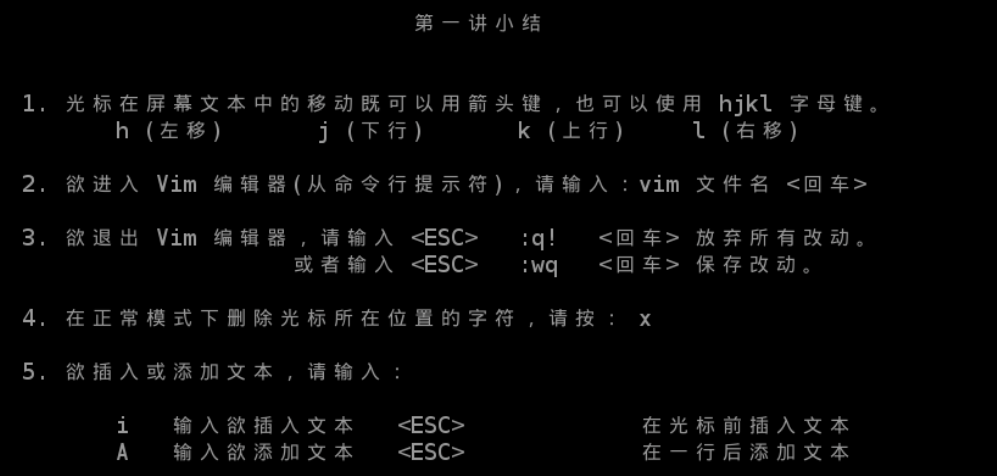 第一讲小结
1. 光标在屏幕文本中的移动既可以用箭头键，也可以使用 hjkl 字母键。
h (左移) j (下行) k (上行) l (右移)
2. 欲进入 Vim 编辑器(从命令行提示符)，请输入：vim 文件名 <回车>
3. 欲退出 Vim 编辑器，请输入 <ESC> :q! <回车> 放弃所有改动。
或者输入 <ESC> :wq <回车> 保存改动。
4. 在正常模式下删除光标所在位置的字符，请按： x
5. 欲插入或添加文本，请输入：
i 输入欲插入文本 <ESC> 在光标前插入文本
A 输入欲添加文本 <ESC> 在一行后添加文本